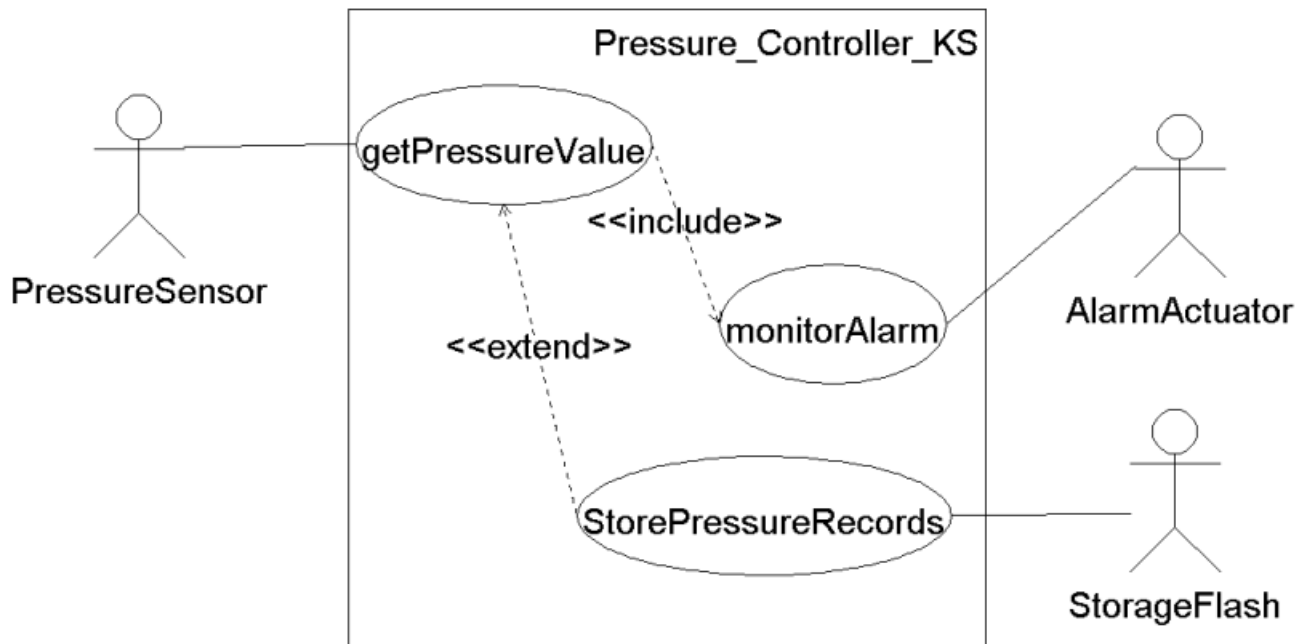 Pressure_Controller_KS
getPressureValue
<<include>>
PressureSensor
monitorAlarm
AlarmActuator
<<extend>>
StorePressureRecords
StorageFlash